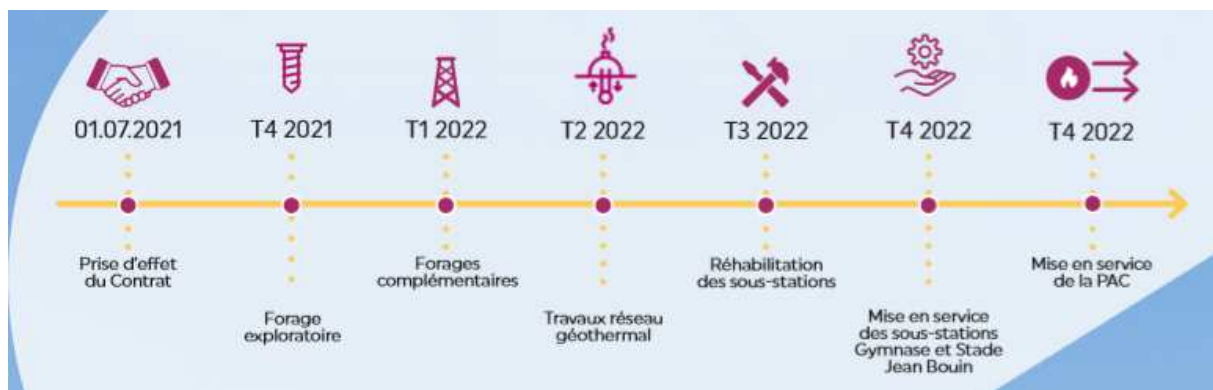 01.07.2021
T4 2021
T1 2022
T2 2022
T3 2022
T4 2022
T4 2022
Prise d'effet
du Contrat
Forage
exploratoire
Forages
complémentaires
Travaux réseau
géothermal
Réhabilitation
des sous-stations
Mise en service
des sous-stations
Gymnase et Stade
Jean Bouin
Mise en service
de la PAC